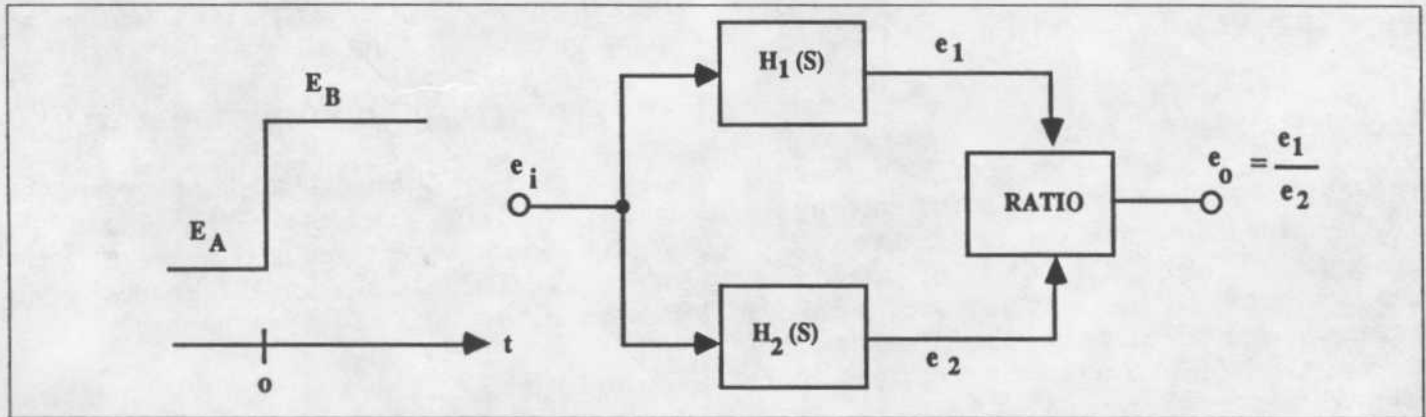 E_B
E_A
t
o
e_i
H_1(S)
e_1
RATIO
e_o = e_1/e_2
H_2(S)
e_2